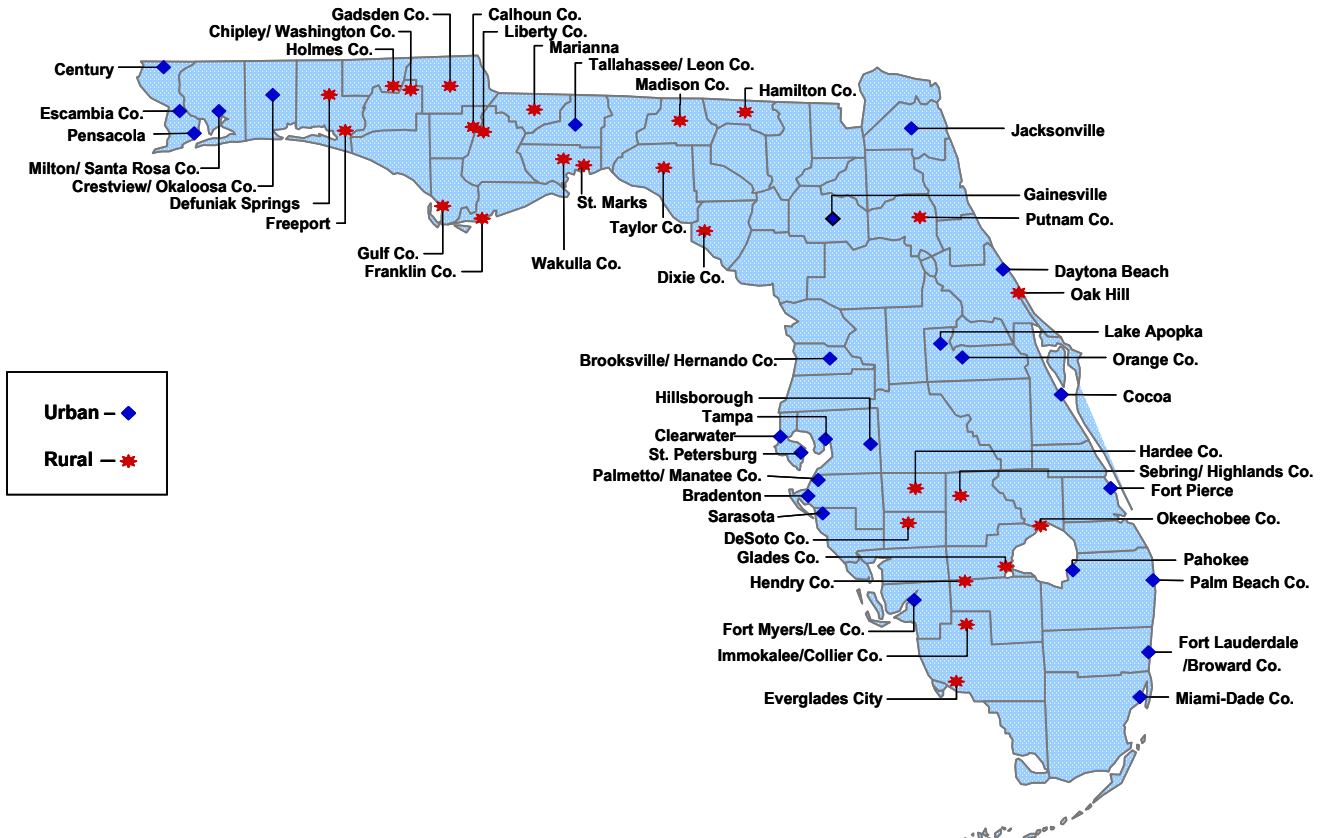 Gadsden Co.
Calhoun Co.
Chipley/ Washington Co.
Liberty Co.
Holmes Co.
Marianna
Century
Tallahassee/ Leon Co.
Madison Co.
Hamilton Co.
Escambia Co.
Pensacola
Jacksonville
Milton/ Santa Rosa Co.
Crestview/ Okaloosa Co.
Defuniak Springs
St. Marks
Gainesville
Freeport
Taylor Co.
Putnam Co.
Gulf Co.
Franklin Co.
Wakulla Co.
Dixie Co.
Daytona Beach
Oak Hill
Lake Apopka
Brooksville/ Hernando Co.
Orange Co.
Hillsborough
Cocoa
Urban
Tampa
Clearwater
St. Petersburg
Hardee Co.
Rural
Palmetto/ Manatee Co.
Sebring/ Highlands Co.
Bradenton
Fort Pierce
Sarasota
Okeechobee Co.
DeSoto Co.
Glades Co.
Pahokee
Hendry Co.
Palm Beach Co.
Fort Myers/Lee Co.
Fort Lauderdale
/Broward Co.
Immokalee/Collier Co.
Everglades City
Miami-Dade Co.